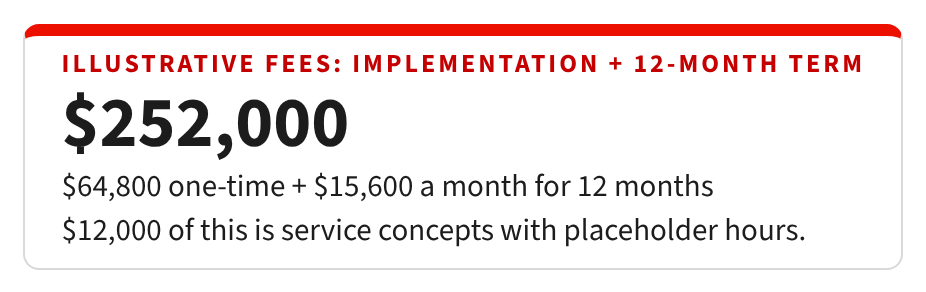 ILLUSTRATIVE FEES: IMPLEMENTATION + 12-MONTH TERM
$252,000
$64,800 one-time + $15,600 a month for 12 months
$12,000 of this is service concepts with placeholder hours.